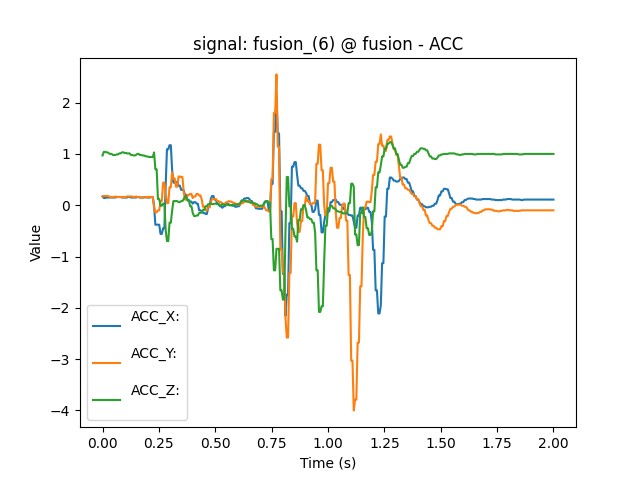 signal: fusion_(6) @ fusion - ACC
Value
2
1
0
−1
−2
−3
−4
ACC_X:
ACC_Y:
ACC_Z:
0.00 0.25 0.50 0.75 1.00 1.25 1.50 1.75 2.00
Time (s)